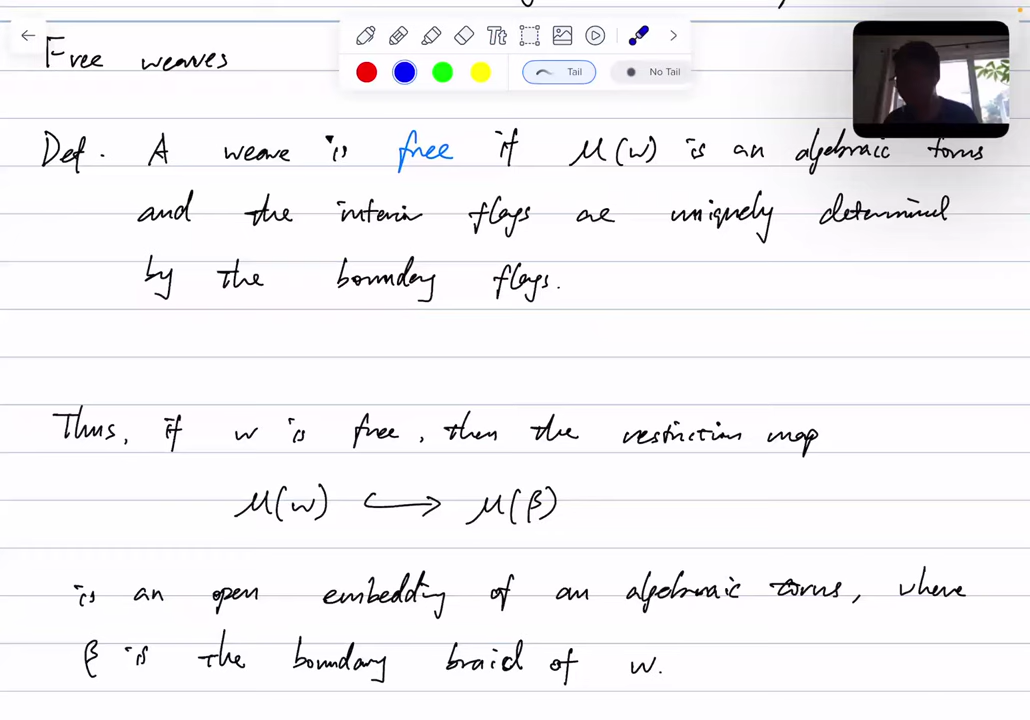 Free weaves
Tt
Tail
No Tail
Def. A weave is free if M(w) is an algebraic torus
and the interior flags are uniquely determined
by the boundary flags.
Thus, if w is free, then the restriction map
M(w) ↪ M(β)
is an open embedding of an algebraic torus, where
β is the boundary braid of w.